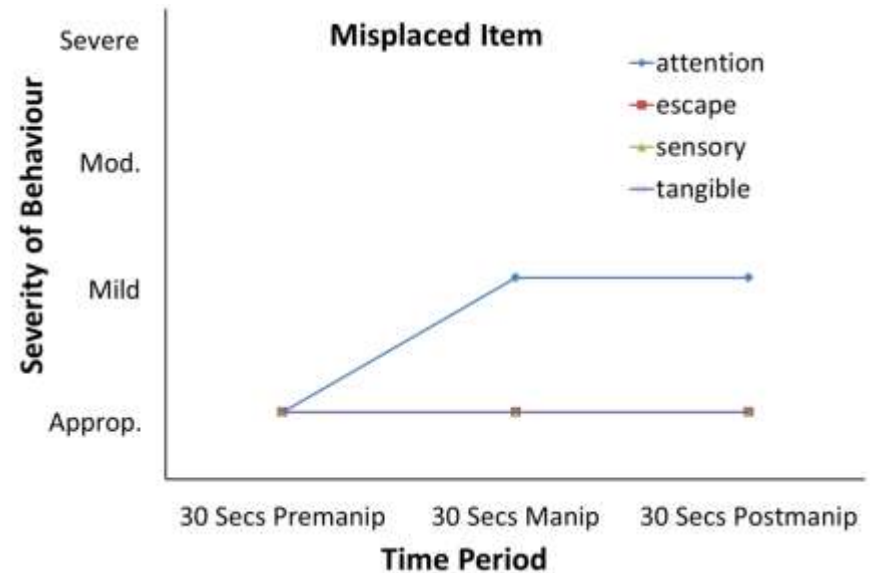 Misplaced Item
Severity of Behaviour
Severe
Mod.
Mild
Approp.
attention
escape
sensory
tangible
30 Secs Premanip
30 Secs Manip
30 Secs Postmanip
Time Period